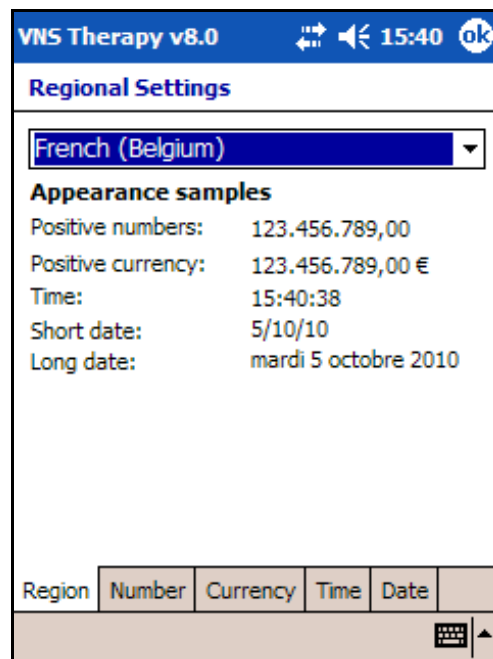 VNS Therapy v8.0 15:40 ok
Regional Settings
French (Belgium)
Appearance samples
Positive numbers: 123.456.789,00
Positive currency: 123.456.789,00 €
Time: 15:40:38
Short date: 5/10/10
Long date: mardi 5 octobre 2010
Region Number Currency Time Date